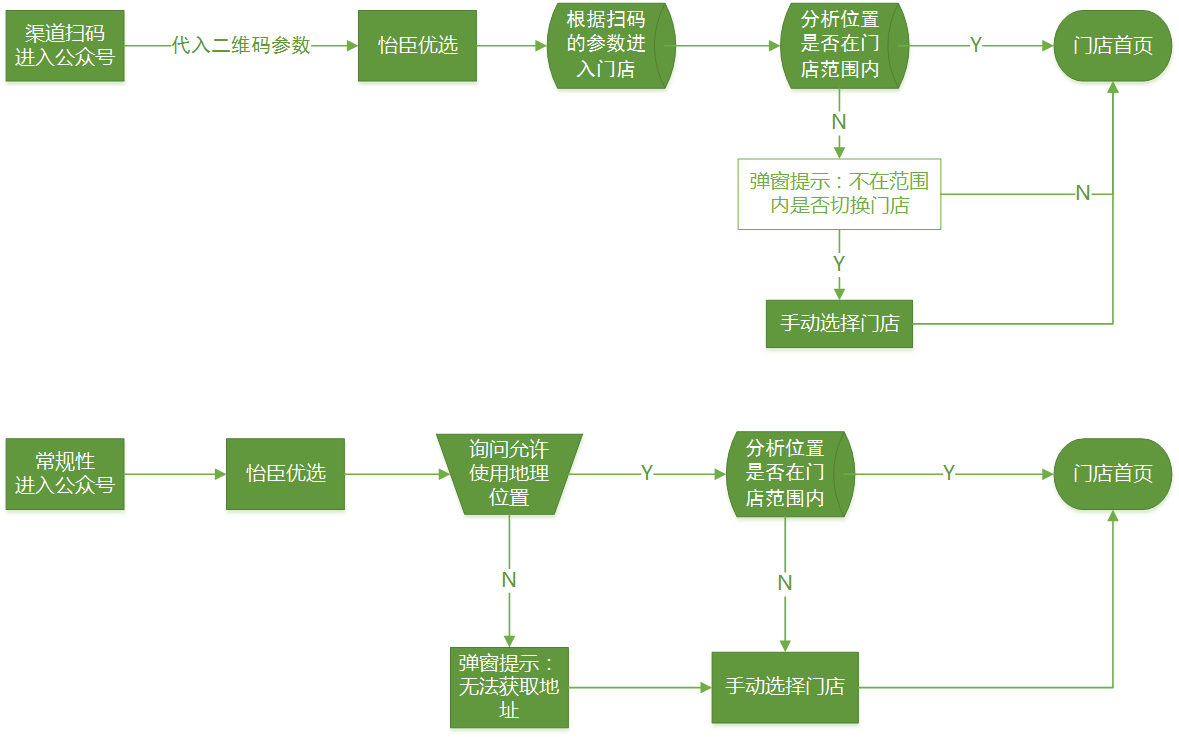 渠道扫码
进入公众号
代入二维码参数
怡臣优选
根据扫码
的参数进
入门店
分析位置
是否在门
店范围内
Y
门店首页
N
弹窗提示：不在范围
内是否切换门店
N
Y
手动选择门店
常规性
进入公众号
怡臣优选
询问允许
使用地理
位置
Y
分析位置
是否在门
店范围内
Y
门店首页
N
N
弹窗提示：
无法获取地
址
手动选择门店